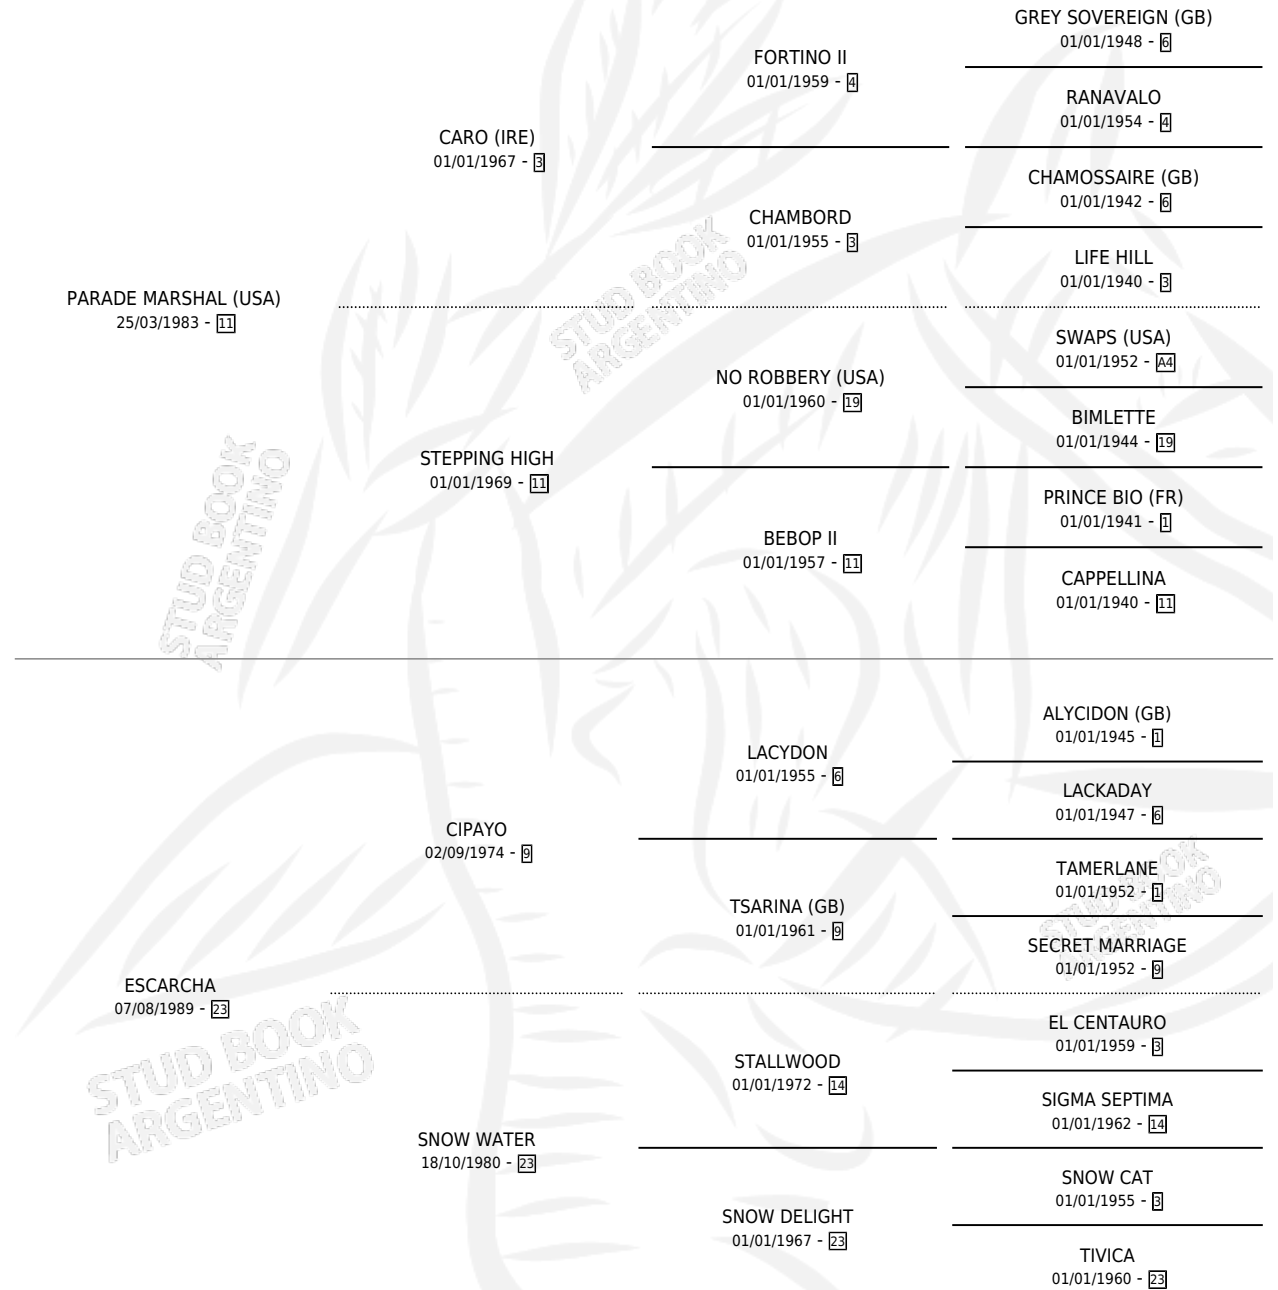 GREY SOVEREIGN (GB)
01/01/1948 - 6
FORTINO II
01/01/1959 - 4
RANAVALO
01/01/1954 - 4
CARO (IRE)
01/01/1967 - 3
CHAMOSSAIRE (GB)
01/01/1942 - 6
CHAMBORD
01/01/1955 - 3
LIFE HILL
01/01/1940 - 3
PARADE MARSHAL (USA)
25/03/1983 - 11
STUD BOOK
ARGENTINO
SWAPS (USA)
01/01/1952 - A4
NO ROBBERY (USA)
01/01/1960 - 19
BIMLETTE
01/01/1944 - 19
STEPPING HIGH
01/01/1969 - 11
PRINCE BIO (FR)
01/01/1941 - 1
BEBOP II
01/01/1957 - 11
CAPPELLINA
01/01/1940 - 11
STUD BOOK
ARGENTINO
ALYCIDON (GB)
01/01/1945 - 1
LACYDON
01/01/1955 - 6
LACKADAY
01/01/1947 - 6
CIPAYO
02/09/1974 - 9
TAMERLANE
01/01/1952 - 1
TSARINA (GB)
01/01/1961 - 9
SECRET MARRIAGE
01/01/1952 - 9
STUD BOOK
ARGENTINO
ESCARCHA
07/08/1989 - 23
EL CENTAURO
01/01/1959 - 3
STALLWOOD
01/01/1972 - 14
SIGMA SEPTIMA
01/01/1962 - 14
SNOW WATER
18/10/1980 - 23
SNOW CAT
01/01/1955 - 3
SNOW DELIGHT
01/01/1967 - 23
TIVICA
01/01/1960 - 23
STUD BOOK
ARGENTINO